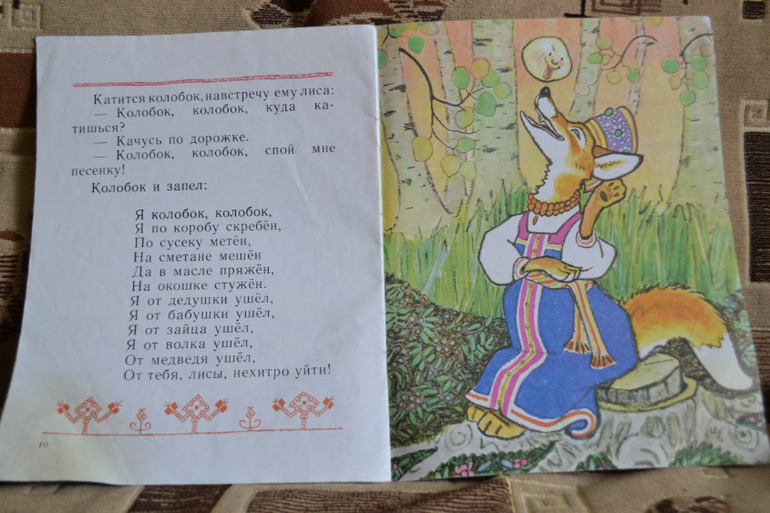 Катится колобок, навстречу ему лиса:
— Колобок, колобок, куда ка-
тишься?
— Качусь по дорожке.
— Колобок, колобок, спой мне
песенку!
Колобок и запел:
Я колобок, колобок,
Я по коробу скребён,
По сусеку метён,
На сметане мешён
Да в масле пряжён,
На окошке стужён.
Я от дедушки ушёл,
Я от бабушки ушёл,
Я от зайца ушёл,
Я от волка ушёл,
От медведя ушёл,
От тебя, лисы, нехитро уйти!
10